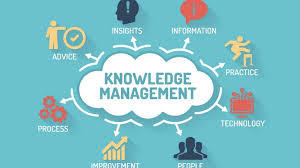 INSIGHTS
INFORMATION
ADVICE
PRACTICE
KNOWLEDGE
MANAGEMENT
PROCESS
TECHNOLOGY
IMPROVEMENT
PEOPLE